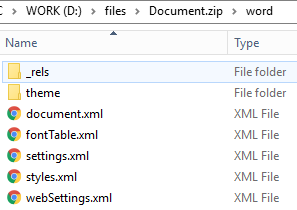 WORK (D:) › files › Document.zip › word
Name Type
_rels File folder
theme File folder
document.xml XML File
fontTable.xml XML File
settings.xml XML File
styles.xml XML File
webSettings.xml XML File